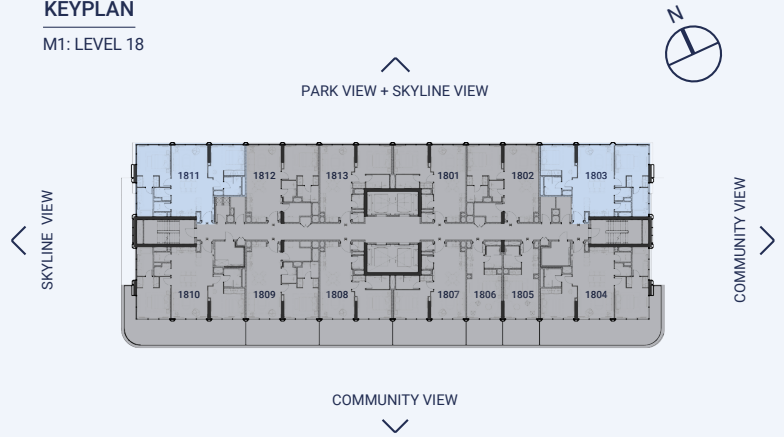 KEYPLAN
M1: LEVEL 18
N
PARK VIEW + SKYLINE VIEW
1811 1812 1813 1801 1802 1803
SKYLINE VIEW
COMMUNITY VIEW
1810 1809 1808 1807 1806 1805 1804
COMMUNITY VIEW